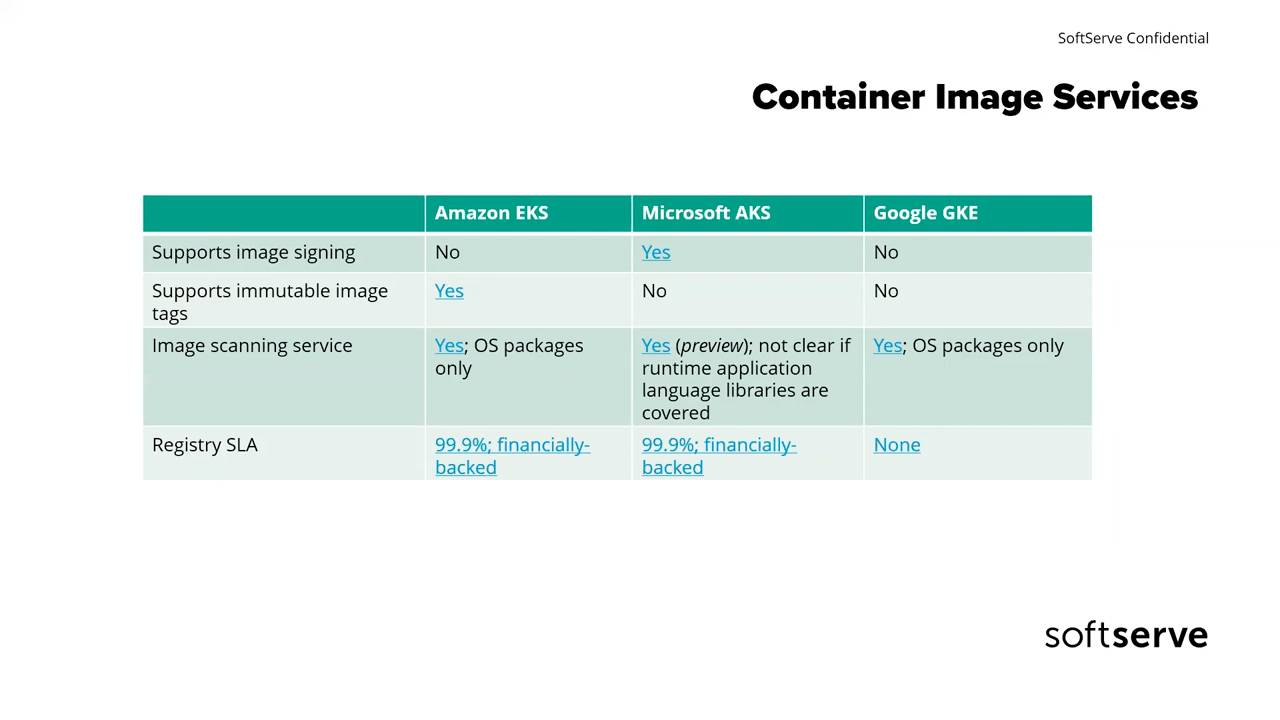 SoftServe Confidential
Container Image Services
Amazon EKS
Microsoft AKS
Google GKE
Supports image signing
No
Yes
No
Supports immutable image
tags
Yes
No
No
Image scanning service
Yes; OS packages
only
Yes (preview); not clear if
runtime application
language libraries are
covered
Yes; OS packages only
Registry SLA
99.9%; financially-
backed
99.9%; financially-
backed
None
softserve